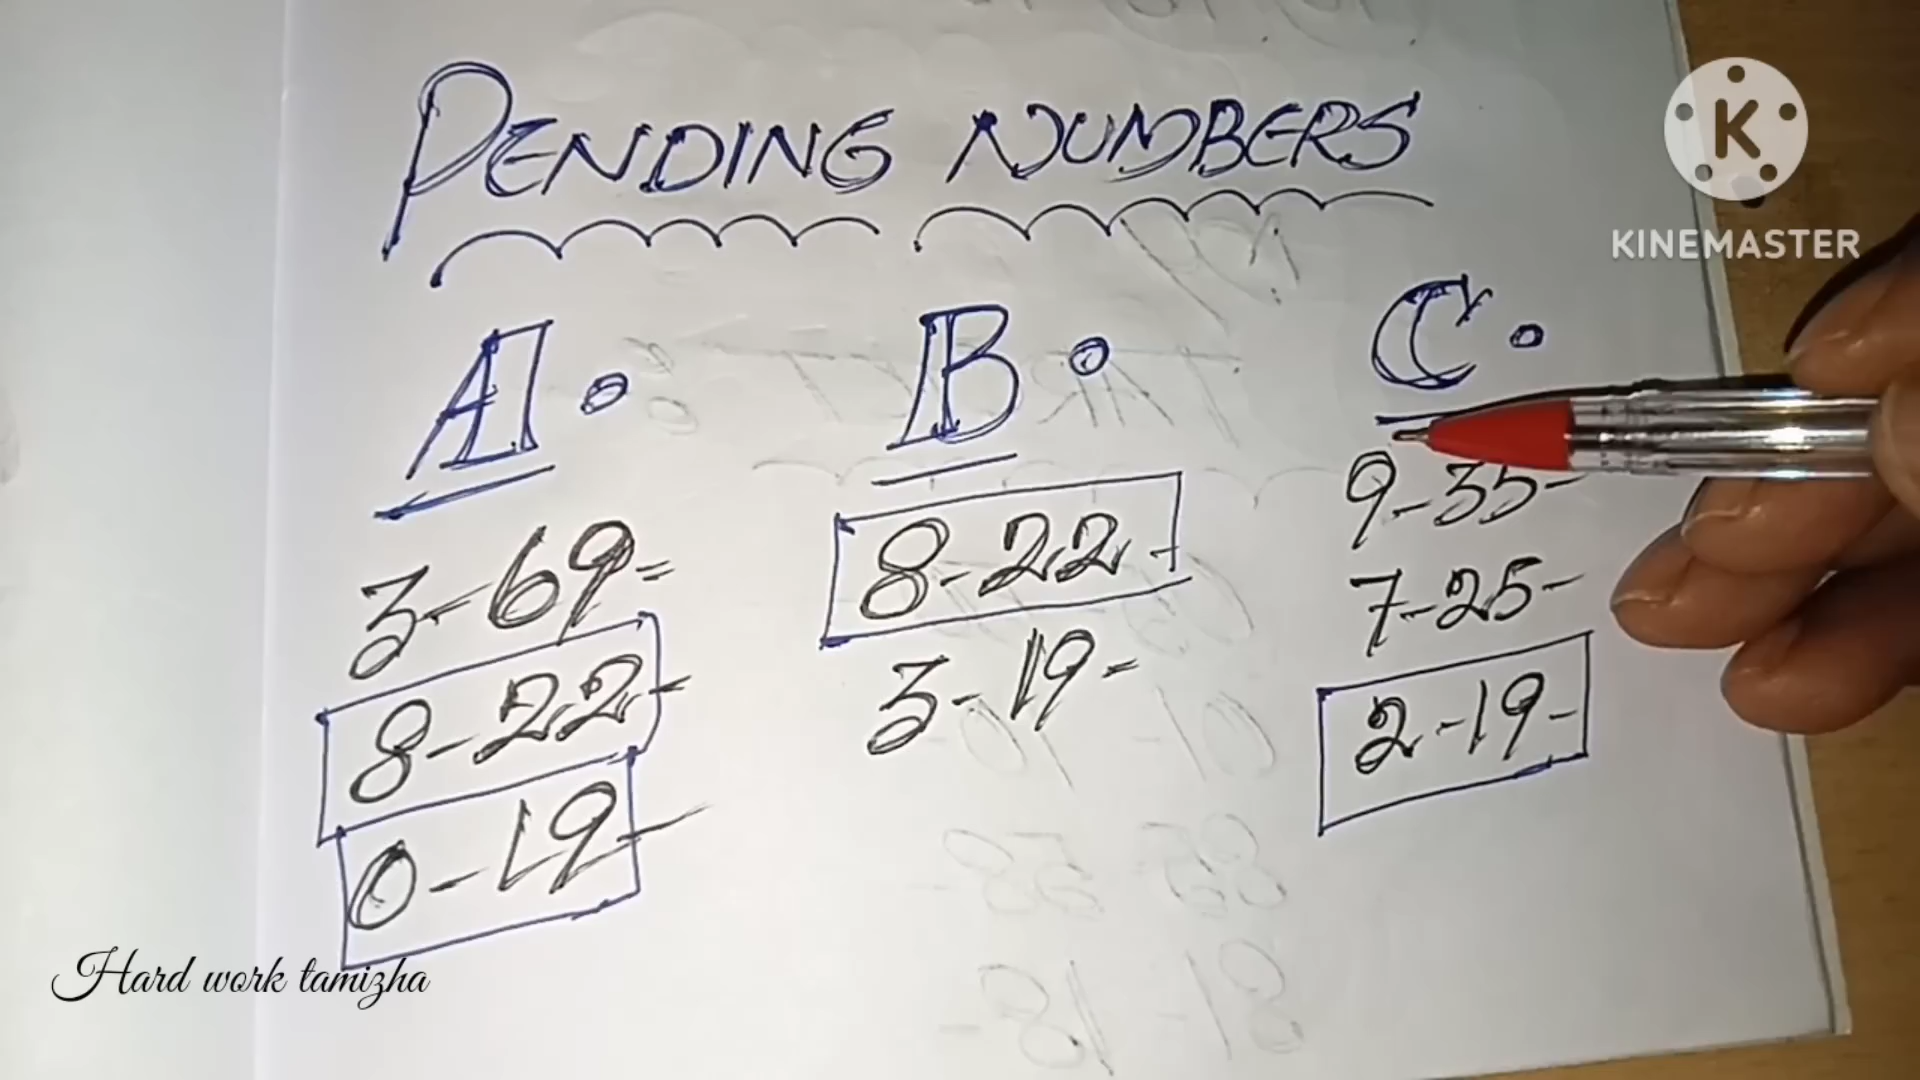 PENDING NUMBERS
K
KINEMASTER
A. B. C.
3-69=
8-22-
0-19-
8-22-
3-19-
9-35-
7-25-
2-19-
Hard work tamizha